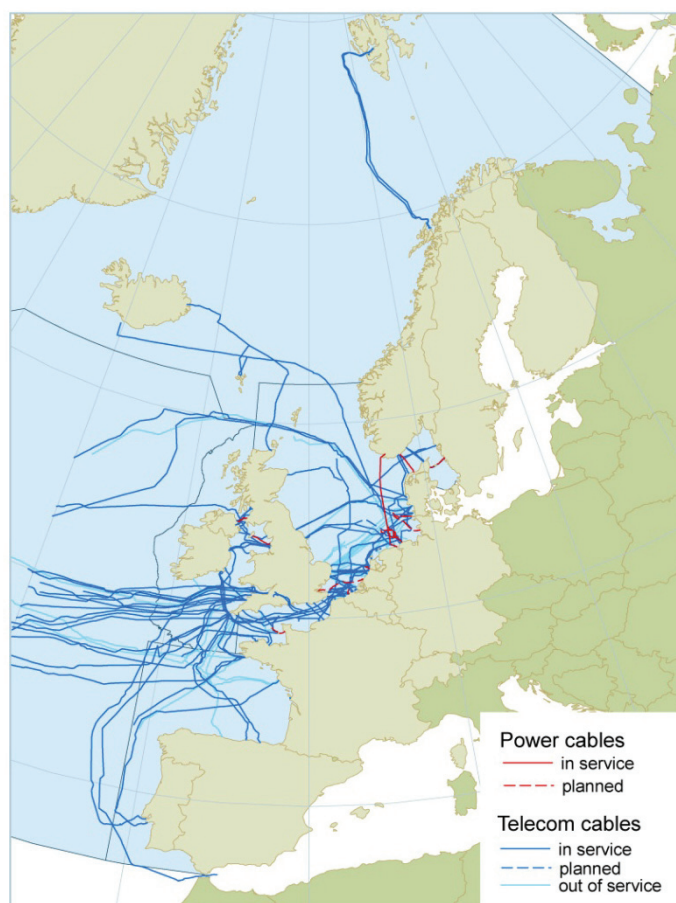 Power cables
in service
planned
Telecom cables
in service
planned
out of service